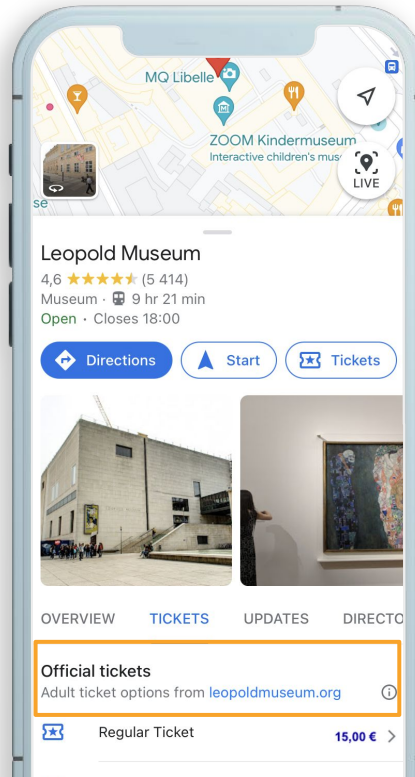 MQ Libelle
ZOOM Kindermuseum
Interactive children's mus
LIVE
se
Leopold Museum
4,6 (5 414)
Museum · 9 hr 21 min
Open · Closes 18:00
Directions
Start
Tickets
OVERVIEW TICKETS UPDATES DIRECTO
Official tickets
Adult ticket options from leopoldmuseum.org
Regular Ticket 15,00 €